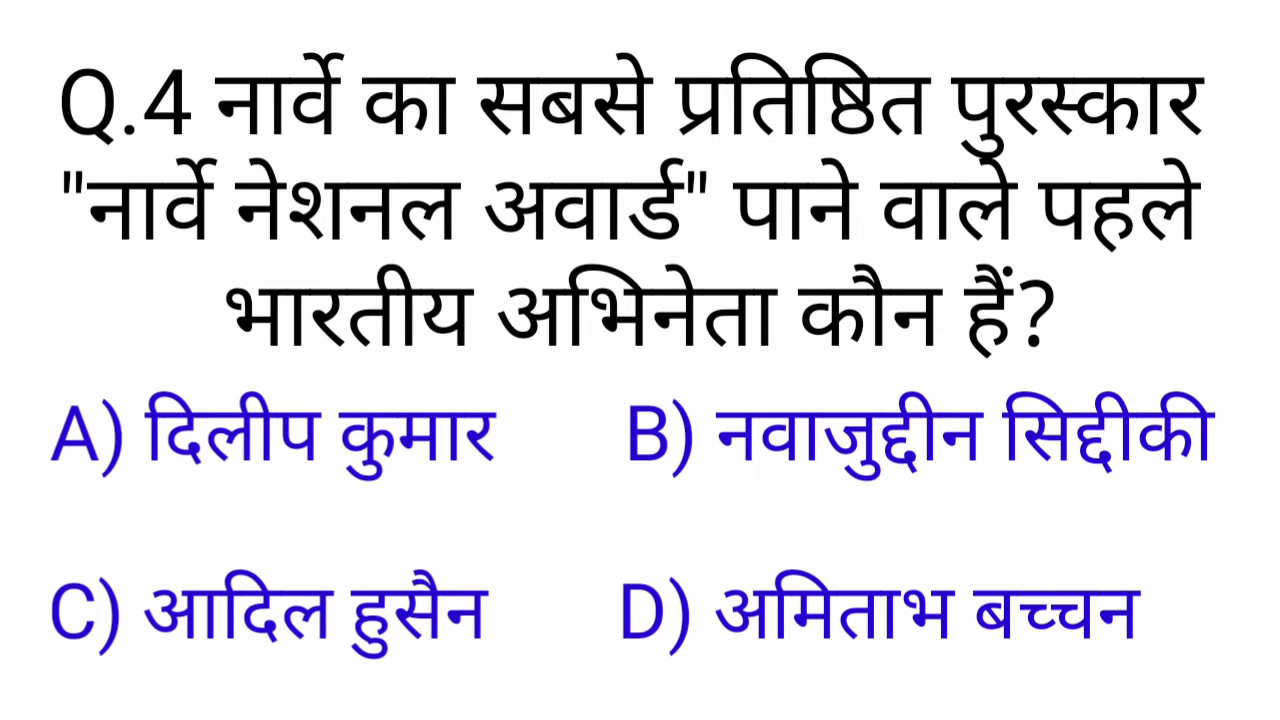 Q.4 नार्वे का सबसे प्रतिष्ठित पुरस्कार
"नार्वे नेशनल अवार्ड" पाने वाले पहले
भारतीय अभिनेता कौन हैं?
A) दिलीप कुमार B) नवाजुद्दीन सिद्दीकी
C) आदिल हुसैन D) अमिताभ बच्चन